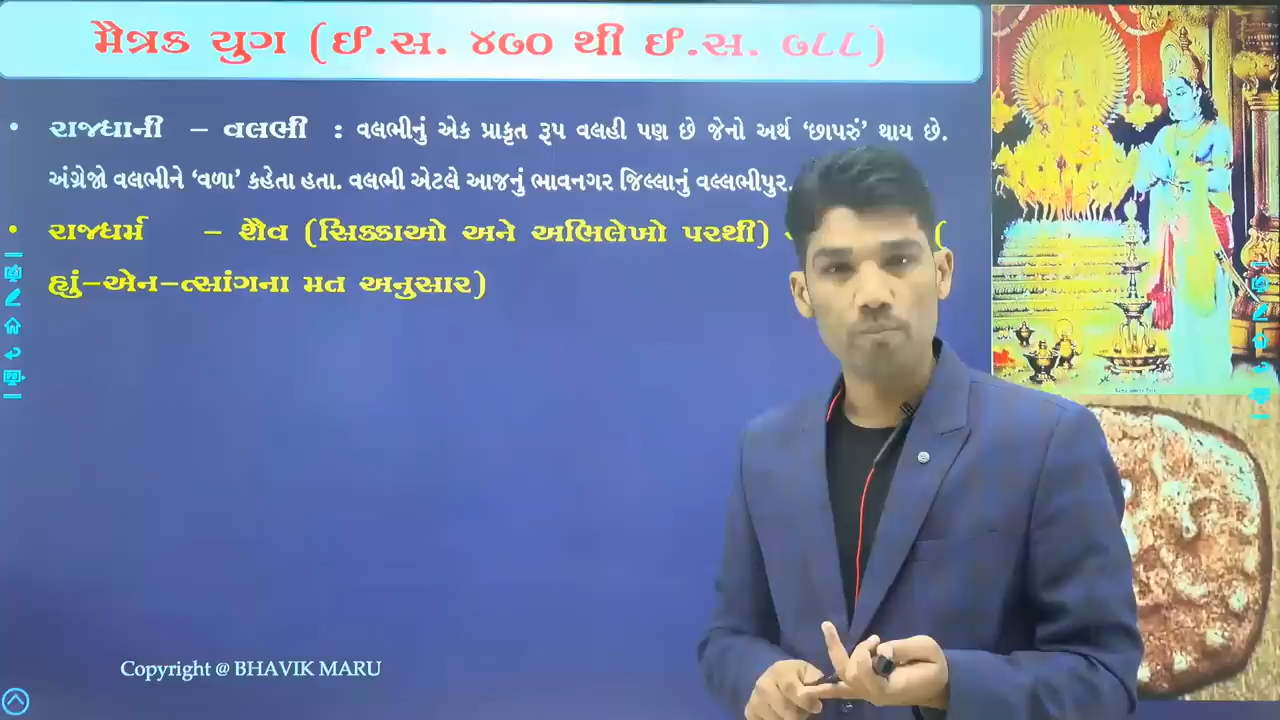 મૈત્રક યુગ (ઈ.સ. ૪૭૦ થી ઈ.સ. ૭૮૮)
• રાજધાની – વલભી : વલભીનું એક પ્રાકૃત રૂપ વલહી પણ છે જેનો અર્થ ‘છાપરું’ થાય છે.
અંગ્રેજો વલભીને ‘વળા’ કહેતા હતા. વલભી એટલે આજનું ભાવનગર જિલ્લાનું વલ્લભીપુર.
• રાજધર્મ – શૈવ (સિક્કાઓ અને અભિલેખો પરથી) (
હ્યું-એન-ત્સાંગના મત અનુસાર)
Copyright @ BHAVIK MARU